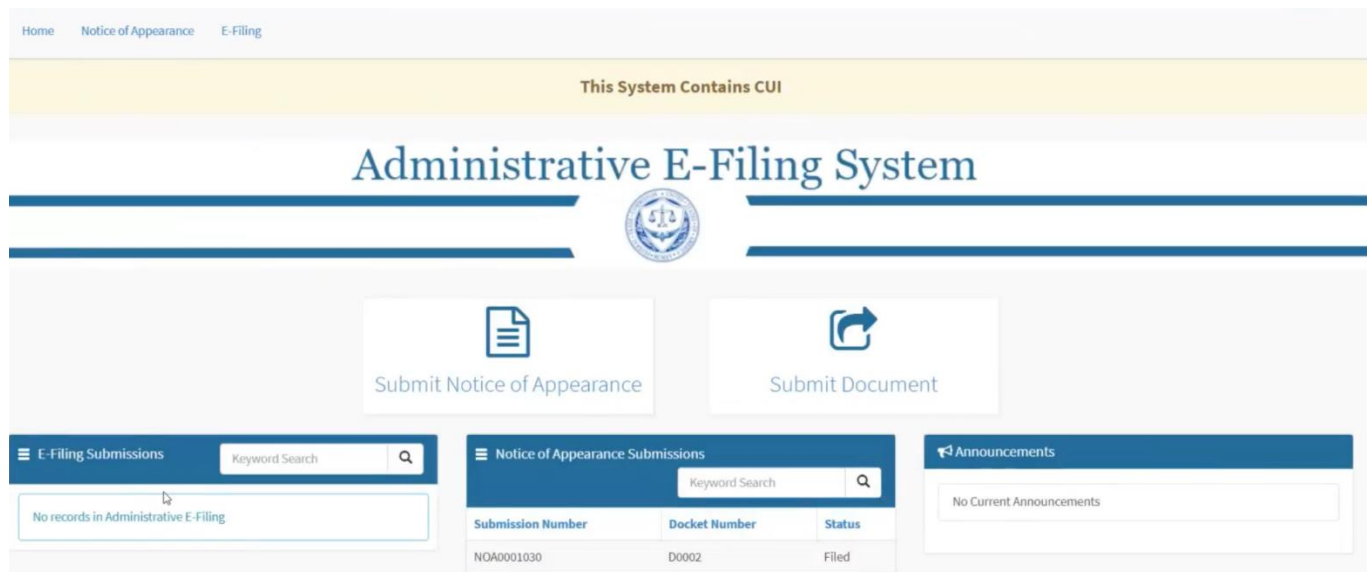 Home Notice of Appearance E-Filing
This System Contains CUI
Administrative E-Filing System
Submit Notice of Appearance
Submit Document
E-Filing Submissions
Keyword Search
No records in Administrative E-Filing
Notice of Appearance Submissions
Keyword Search
Submission Number Docket Number Status
NOA0001030 D0002 Filed
Announcements
No Current Announcements